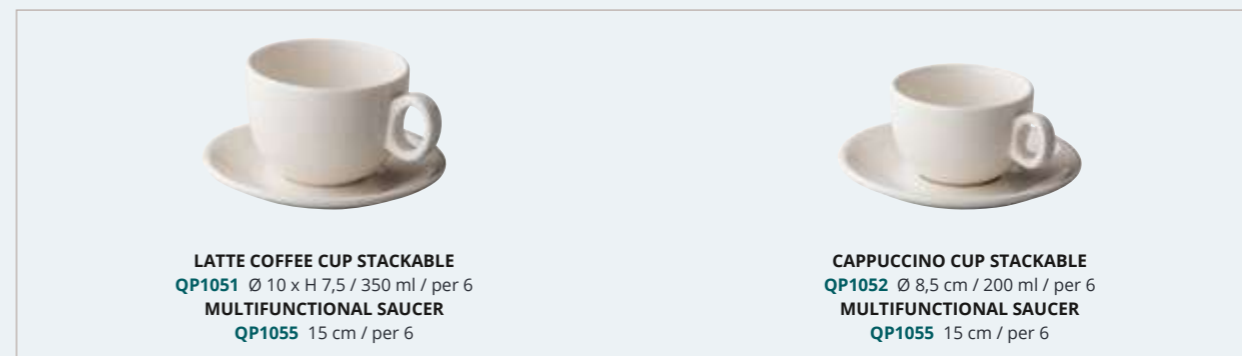 LATTE COFFEE CUP STACKABLE
QP1051 Ø 10 x H 7,5 / 350 ml / per 6
MULTIFUNCTIONAL SAUCER
QP1055 15 cm / per 6
CAPPUCCINO CUP STACKABLE
QP1052 Ø 8,5 cm / 200 ml / per 6
MULTIFUNCTIONAL SAUCER
QP1055 15 cm / per 6